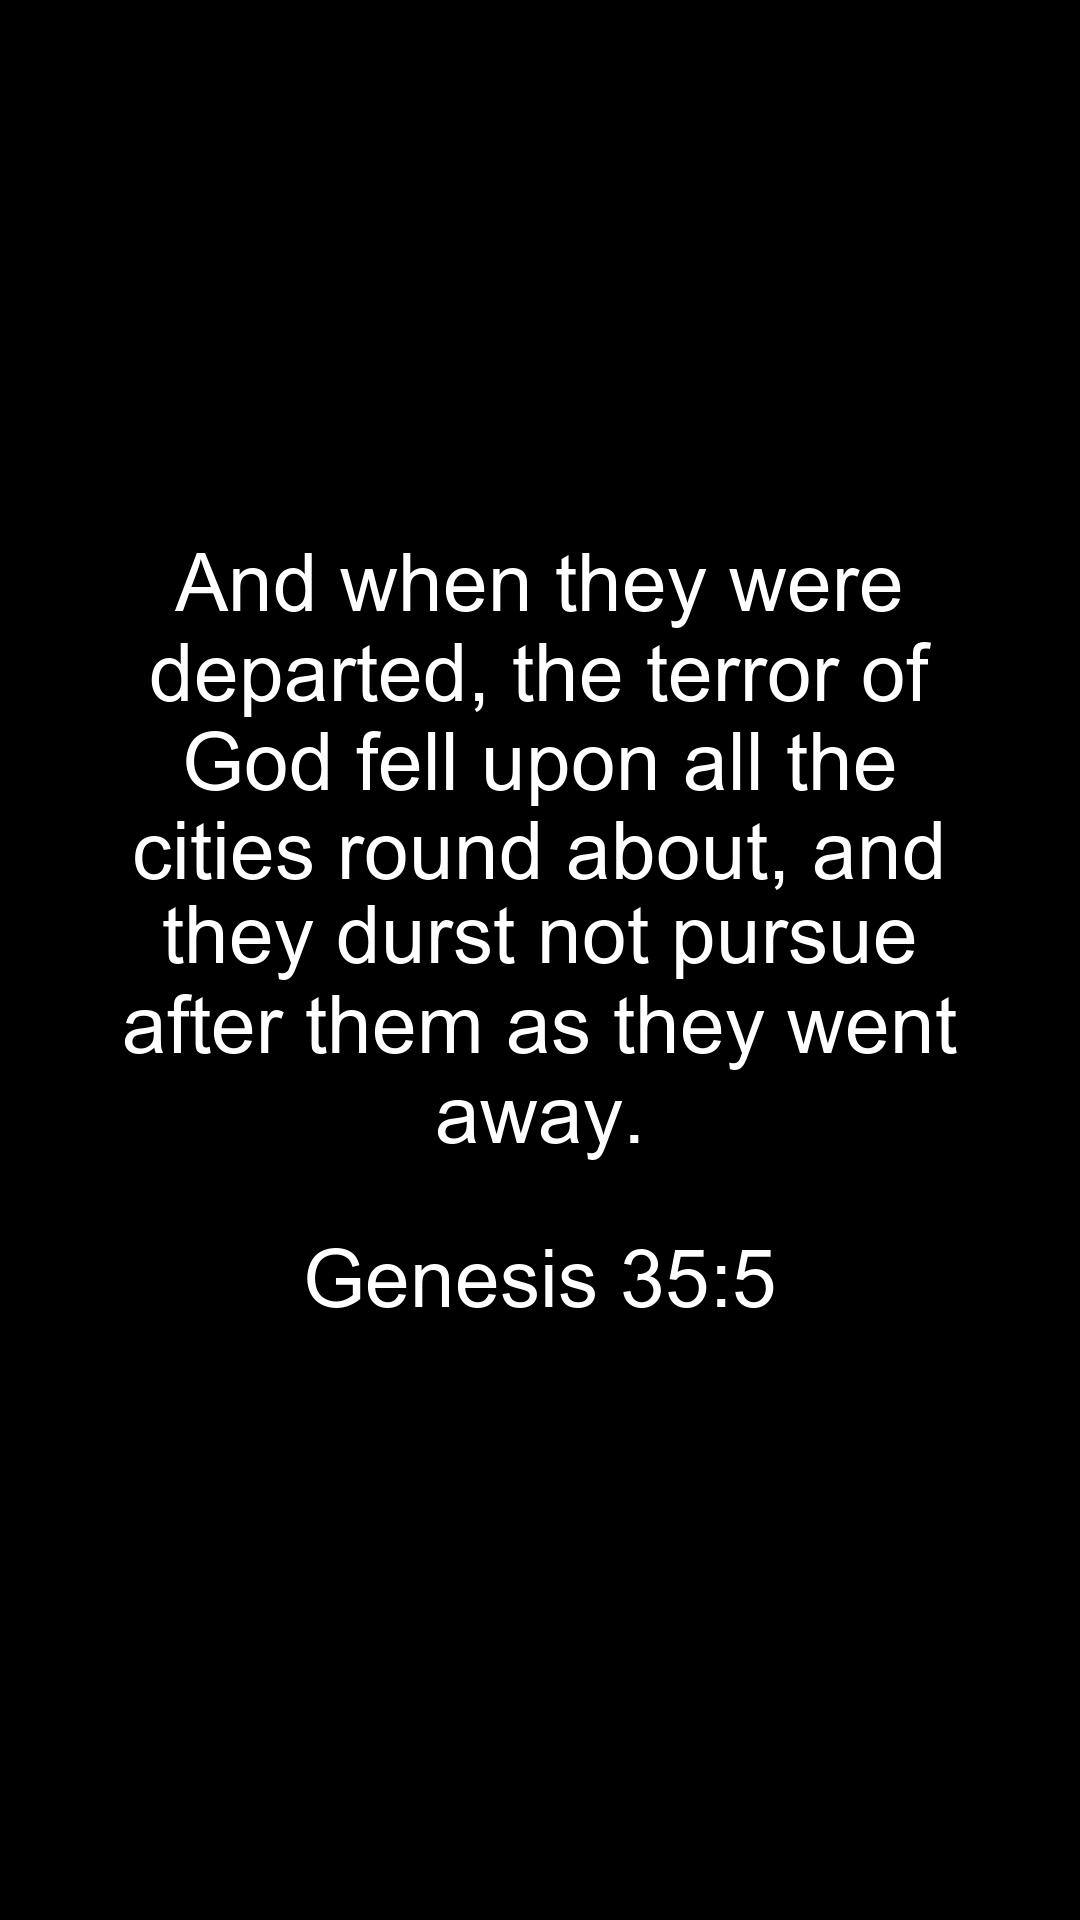 And when they were
departed, the terror of
God fell upon all the
cities round about, and
they durst not pursue
after them as they went
away.
Genesis 35:5